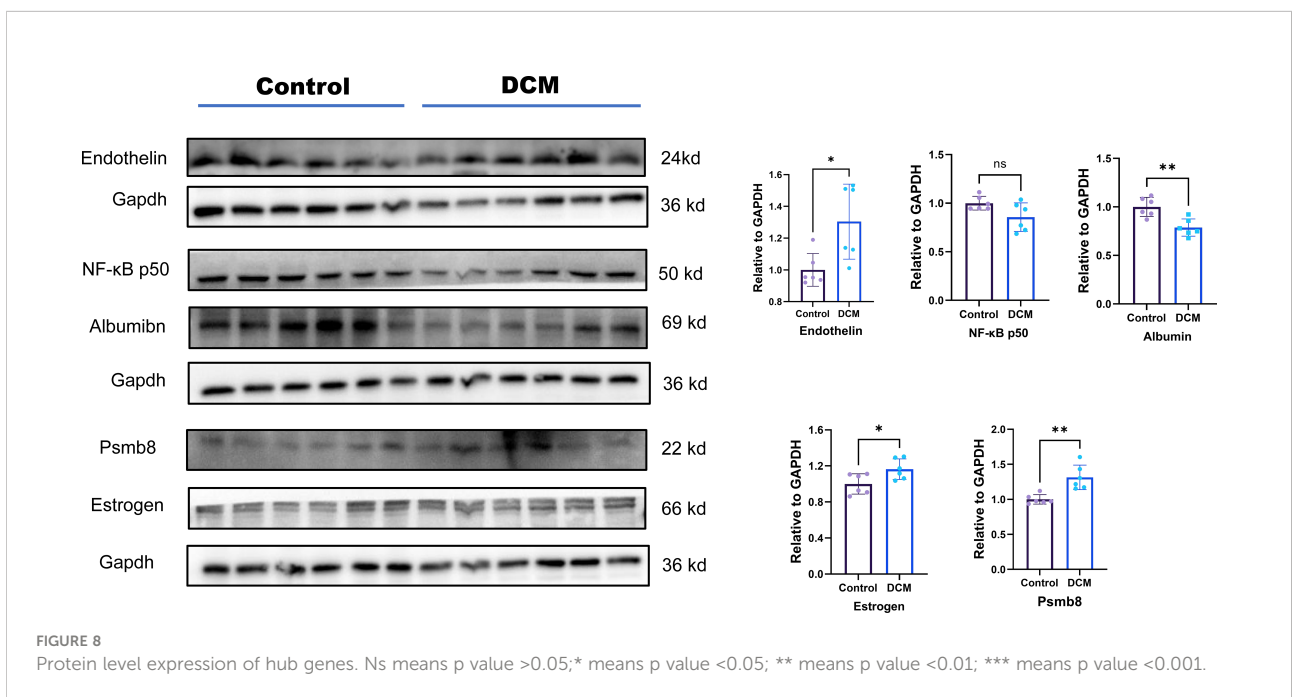 Control
DCM
Endothelin
24kd
Gapdh
36 kd
NF-κB p50
50 kd
Albumibn
69 kd
Gapdh
36 kd
Psmb8
22 kd
Estrogen
66 kd
Gapdh
36 kd
*
Relative to GAPDH
1.6
1.4
1.2
1.0
0.8
Control DCM
Endothelin
ns
Relative to GAPDH
1.5
1.0
0.5
0.0
Control DCM
NF-κB p50
**
Relative to GAPDH
1.5
1.0
0.5
0.0
Control DCM
Albumin
*
Relative to GAPDH
1.6
1.2
0.8
0.4
0.0
Control DCM
Estrogen
**
Relative to GAPDH
2.0
1.5
1.0
0.5
0.0
Control DCM
Psmb8
FIGURE 8
Protein level expression of hub genes. Ns means p value >0.05;* means p value <0.05; ** means p value <0.01; *** means p value <0.001.